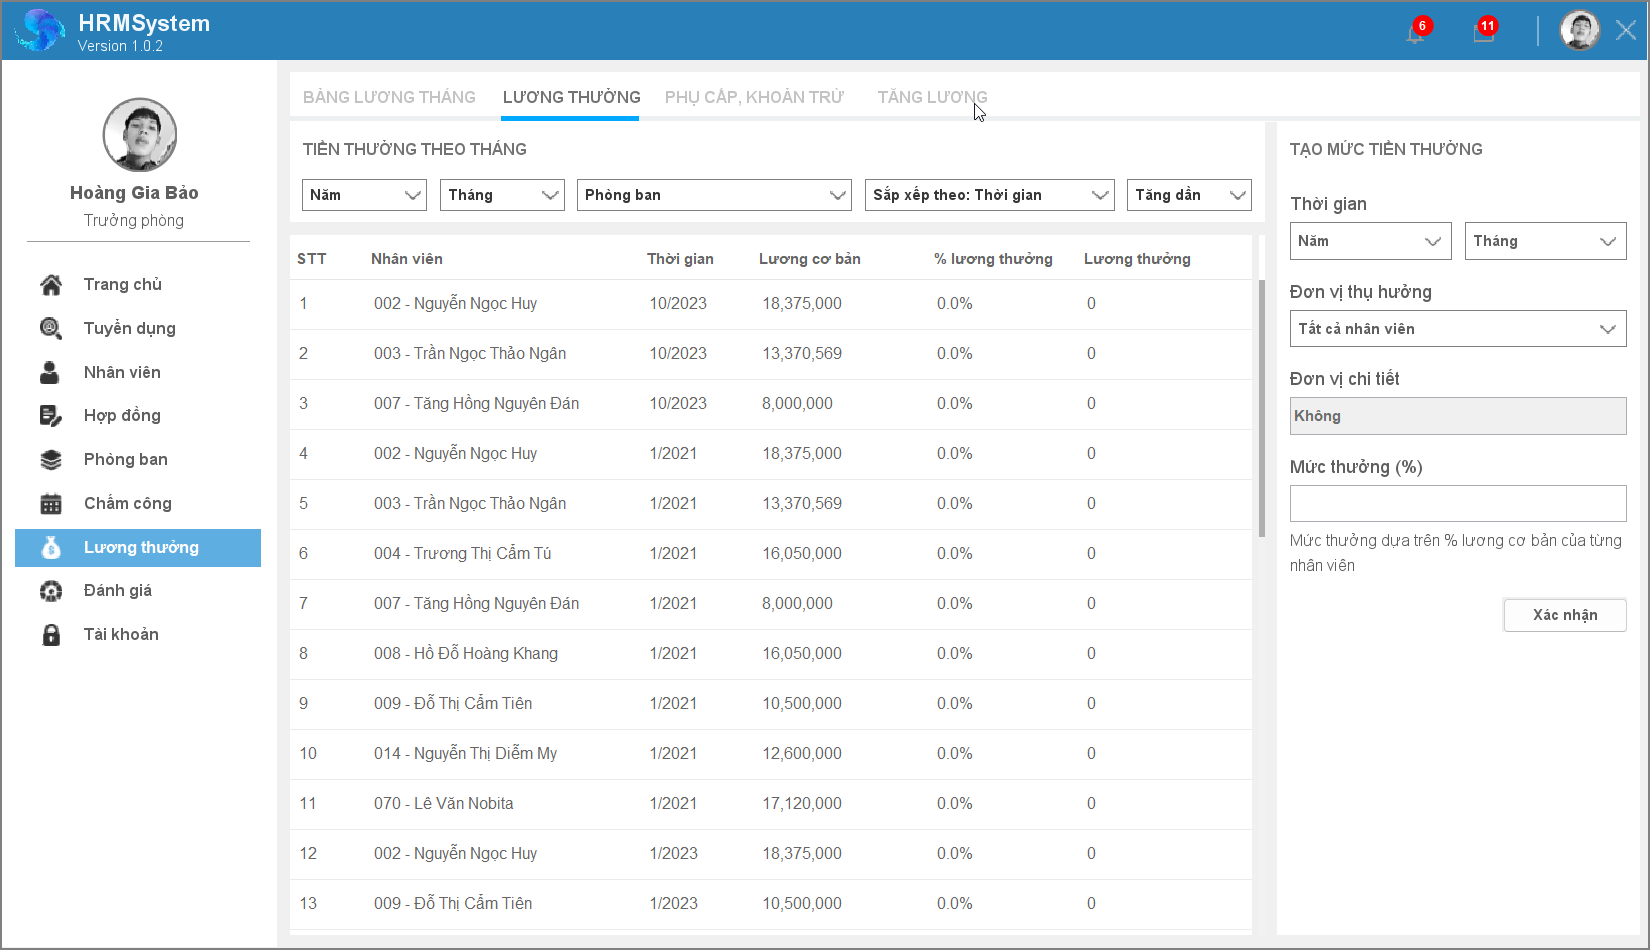 HRMSystem
Version 1.0.2
6
11
Hoàng Gia Bảo
Trưởng phòng
Trang chủ
Tuyển dụng
Nhân viên
Hợp đồng
Phòng ban
Chấm công
Lương thưởng
Đánh giá
Tài khoản
BẢNG LƯƠNG THÁNG LƯƠNG THƯỞNG PHỤ CẤP, KHOẢN TRỪ TĂNG LƯƠNG
TIỀN THƯỞNG THEO THÁNG
Năm Tháng Phòng ban Sắp xếp theo: Thời gian Tăng dần
STT Nhân viên Thời gian Lương cơ bản % lương thưởng Lương thưởng
1 002 - Nguyễn Ngọc Huy 10/2023 18,375,000 0.0% 0
2 003 - Trần Ngọc Thảo Ngân 10/2023 13,370,569 0.0% 0
3 007 - Tăng Hồng Nguyên Đán 10/2023 8,000,000 0.0% 0
4 002 - Nguyễn Ngọc Huy 1/2021 18,375,000 0.0% 0
5 003 - Trần Ngọc Thảo Ngân 1/2021 13,370,569 0.0% 0
6 004 - Trương Thị Cẩm Tú 1/2021 16,050,000 0.0% 0
7 007 - Tăng Hồng Nguyên Đán 1/2021 8,000,000 0.0% 0
8 008 - Hồ Đỗ Hoàng Khang 1/2021 16,050,000 0.0% 0
9 009 - Đỗ Thị Cẩm Tiên 1/2021 10,500,000 0.0% 0
10 014 - Nguyễn Thị Diễm My 1/2021 12,600,000 0.0% 0
11 070 - Lê Văn Nobita 1/2021 17,120,000 0.0% 0
12 002 - Nguyễn Ngọc Huy 1/2023 18,375,000 0.0% 0
13 009 - Đỗ Thị Cẩm Tiên 1/2023 10,500,000 0.0% 0
TẠO MỨC TIỀN THƯỞNG
Thời gian
Năm Tháng
Đơn vị thụ hưởng
Tất cả nhân viên
Đơn vị chi tiết
Không
Mức thưởng (%)
Mức thưởng dựa trên % lương cơ bản của từng
nhân viên
Xác nhận